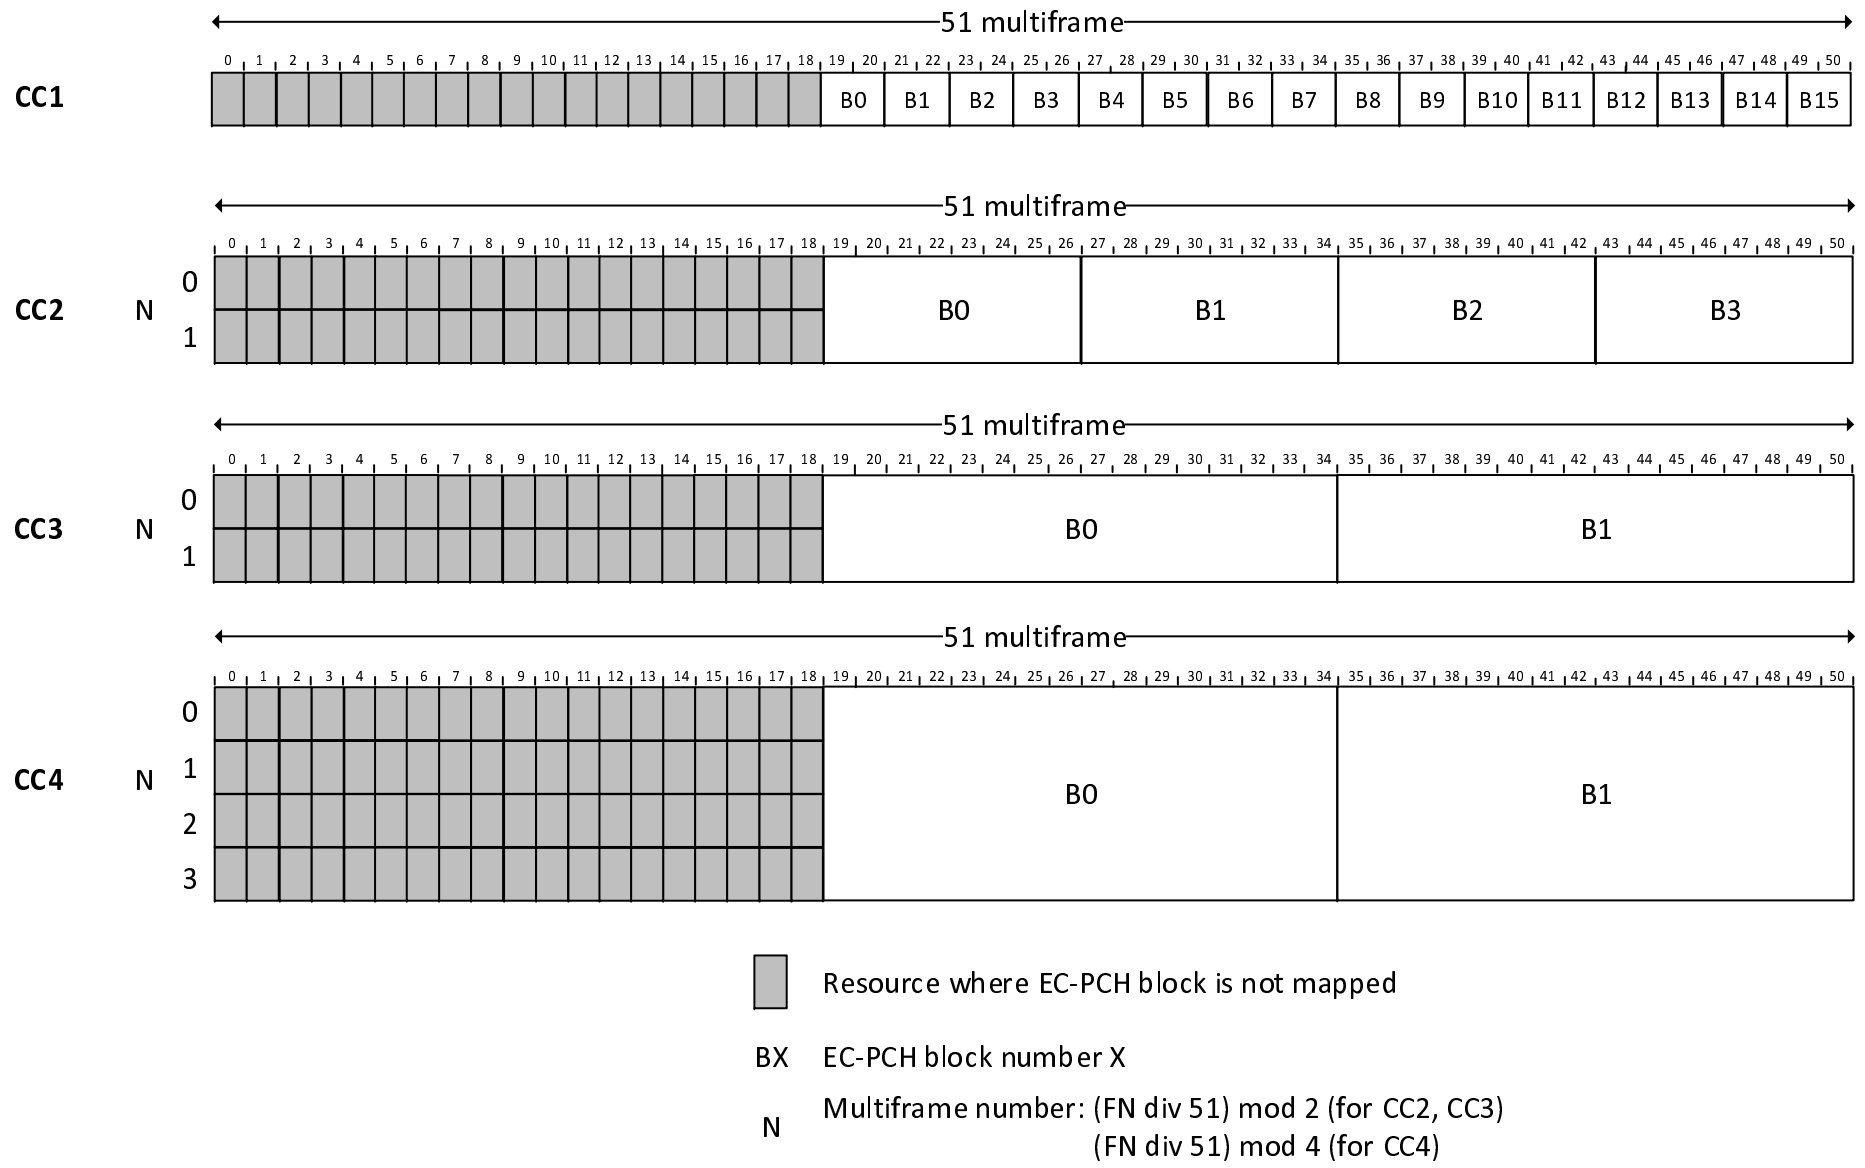 51 multiframe
0 1 2 3 4 5 6 7 8 9 10 11 12 13 14 15 16 17 18 19 20 21 22 23 24 25 26 27 28 29 30 31 32 33 34 35 36 37 38 39 40 41 42 43 44 45 46 47 48 49 50
CC1 B0 B1 B2 B3 B4 B5 B6 B7 B8 B9 B10 B11 B12 B13 B14 B15
51 multiframe
0 1 2 3 4 5 6 7 8 9 10 11 12 13 14 15 16 17 18 19 20 21 22 23 24 25 26 27 28 29 30 31 32 33 34 35 36 37 38 39 40 41 42 43 44 45 46 47 48 49 50
0
CC2 N B0 B1 B2 B3
1
51 multiframe
0 1 2 3 4 5 6 7 8 9 10 11 12 13 14 15 16 17 18 19 20 21 22 23 24 25 26 27 28 29 30 31 32 33 34 35 36 37 38 39 40 41 42 43 44 45 46 47 48 49 50
0
CC3 N B0 B1
1
51 multiframe
0 1 2 3 4 5 6 7 8 9 10 11 12 13 14 15 16 17 18 19 20 21 22 23 24 25 26 27 28 29 30 31 32 33 34 35 36 37 38 39 40 41 42 43 44 45 46 47 48 49 50
0
1
CC4 N B0 B1
2
3
Resource where EC-PCH block is not mapped
BX EC-PCH block number X
N Multiframe number: (FN div 51) mod 2 (for CC2, CC3)
(FN div 51) mod 4 (for CC4)